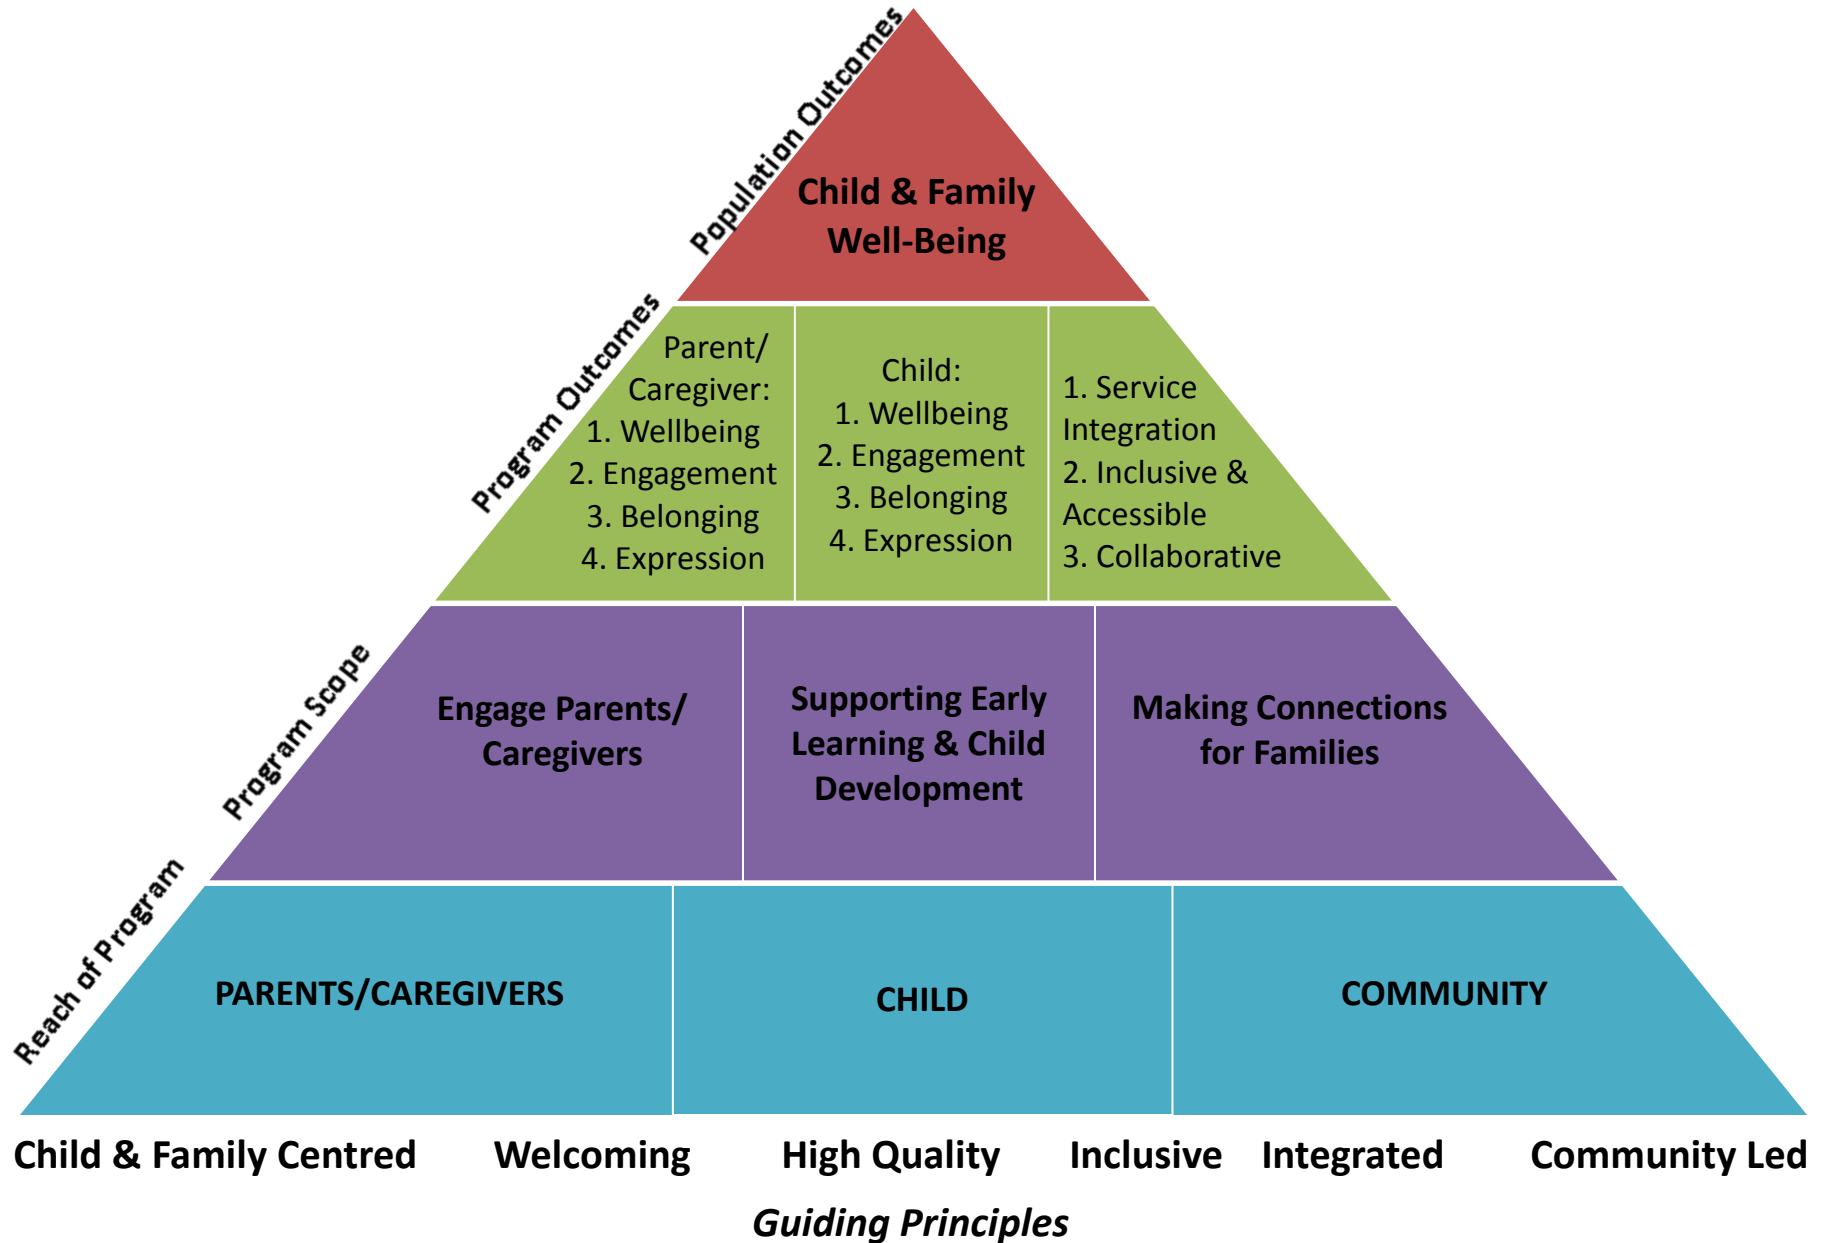 Population Outcomes
Child & Family
Well-Being
Program Outcomes
Parent/
Caregiver:
1. Wellbeing
2. Engagement
3. Belonging
4. Expression
Child:
1. Wellbeing
2. Engagement
3. Belonging
4. Expression
1. Service
Integration
2. Inclusive &
Accessible
3. Collaborative
Program Scope
Engage Parents/
Caregivers
Supporting Early
Learning & Child
Development
Making Connections
for Families
Reach of Program
PARENTS/CAREGIVERS
CHILD
COMMUNITY
Child & Family Centred Welcoming High Quality Inclusive Integrated Community Led
Guiding Principles